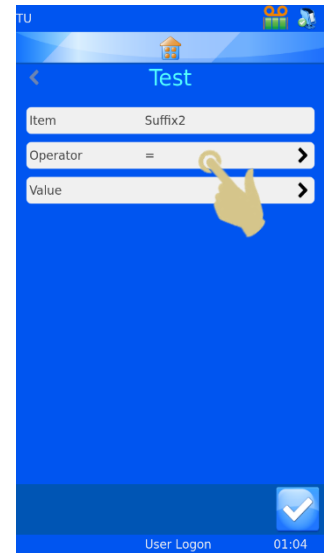 TU
Test
Item Suffix2
Operator =
Value
User Logon 01:04